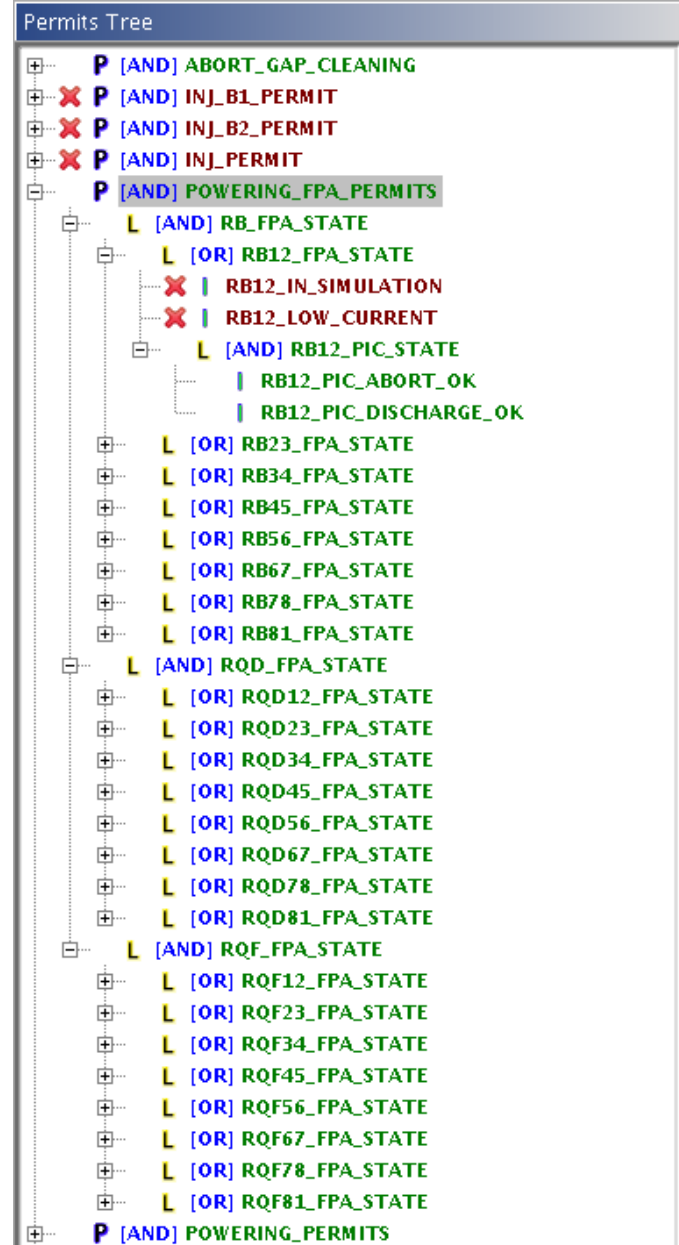 Permits Tree
P [AND] ABORT_GAP_CLEANING
P [AND] INJ_B1_PERMIT
P [AND] INJ_B2_PERMIT
P [AND] INJ_PERMIT
P [AND] POWERING_FPA_PERMITS
L [AND] RB_FPA_STATE
L [OR] RB12_FPA_STATE
RB12_IN_SIMULATION
RB12_LOW_CURRENT
L [AND] RB12_PIC_STATE
RB12_PIC_ABORT_OK
RB12_PIC_DISCHARGE_OK
L [OR] RB23_FPA_STATE
L [OR] RB34_FPA_STATE
L [OR] RB45_FPA_STATE
L [OR] RB56_FPA_STATE
L [OR] RB67_FPA_STATE
L [OR] RB78_FPA_STATE
L [OR] RB81_FPA_STATE
L [AND] RQD_FPA_STATE
L [OR] RQD12_FPA_STATE
L [OR] RQD23_FPA_STATE
L [OR] RQD34_FPA_STATE
L [OR] RQD45_FPA_STATE
L [OR] RQD56_FPA_STATE
L [OR] RQD67_FPA_STATE
L [OR] RQD78_FPA_STATE
L [OR] RQD81_FPA_STATE
L [AND] RQF_FPA_STATE
L [OR] RQF12_FPA_STATE
L [OR] RQF23_FPA_STATE
L [OR] RQF34_FPA_STATE
L [OR] RQF45_FPA_STATE
L [OR] RQF56_FPA_STATE
L [OR] RQF67_FPA_STATE
L [OR] RQF78_FPA_STATE
L [OR] RQF81_FPA_STATE
P [AND] POWERING_PERMITS